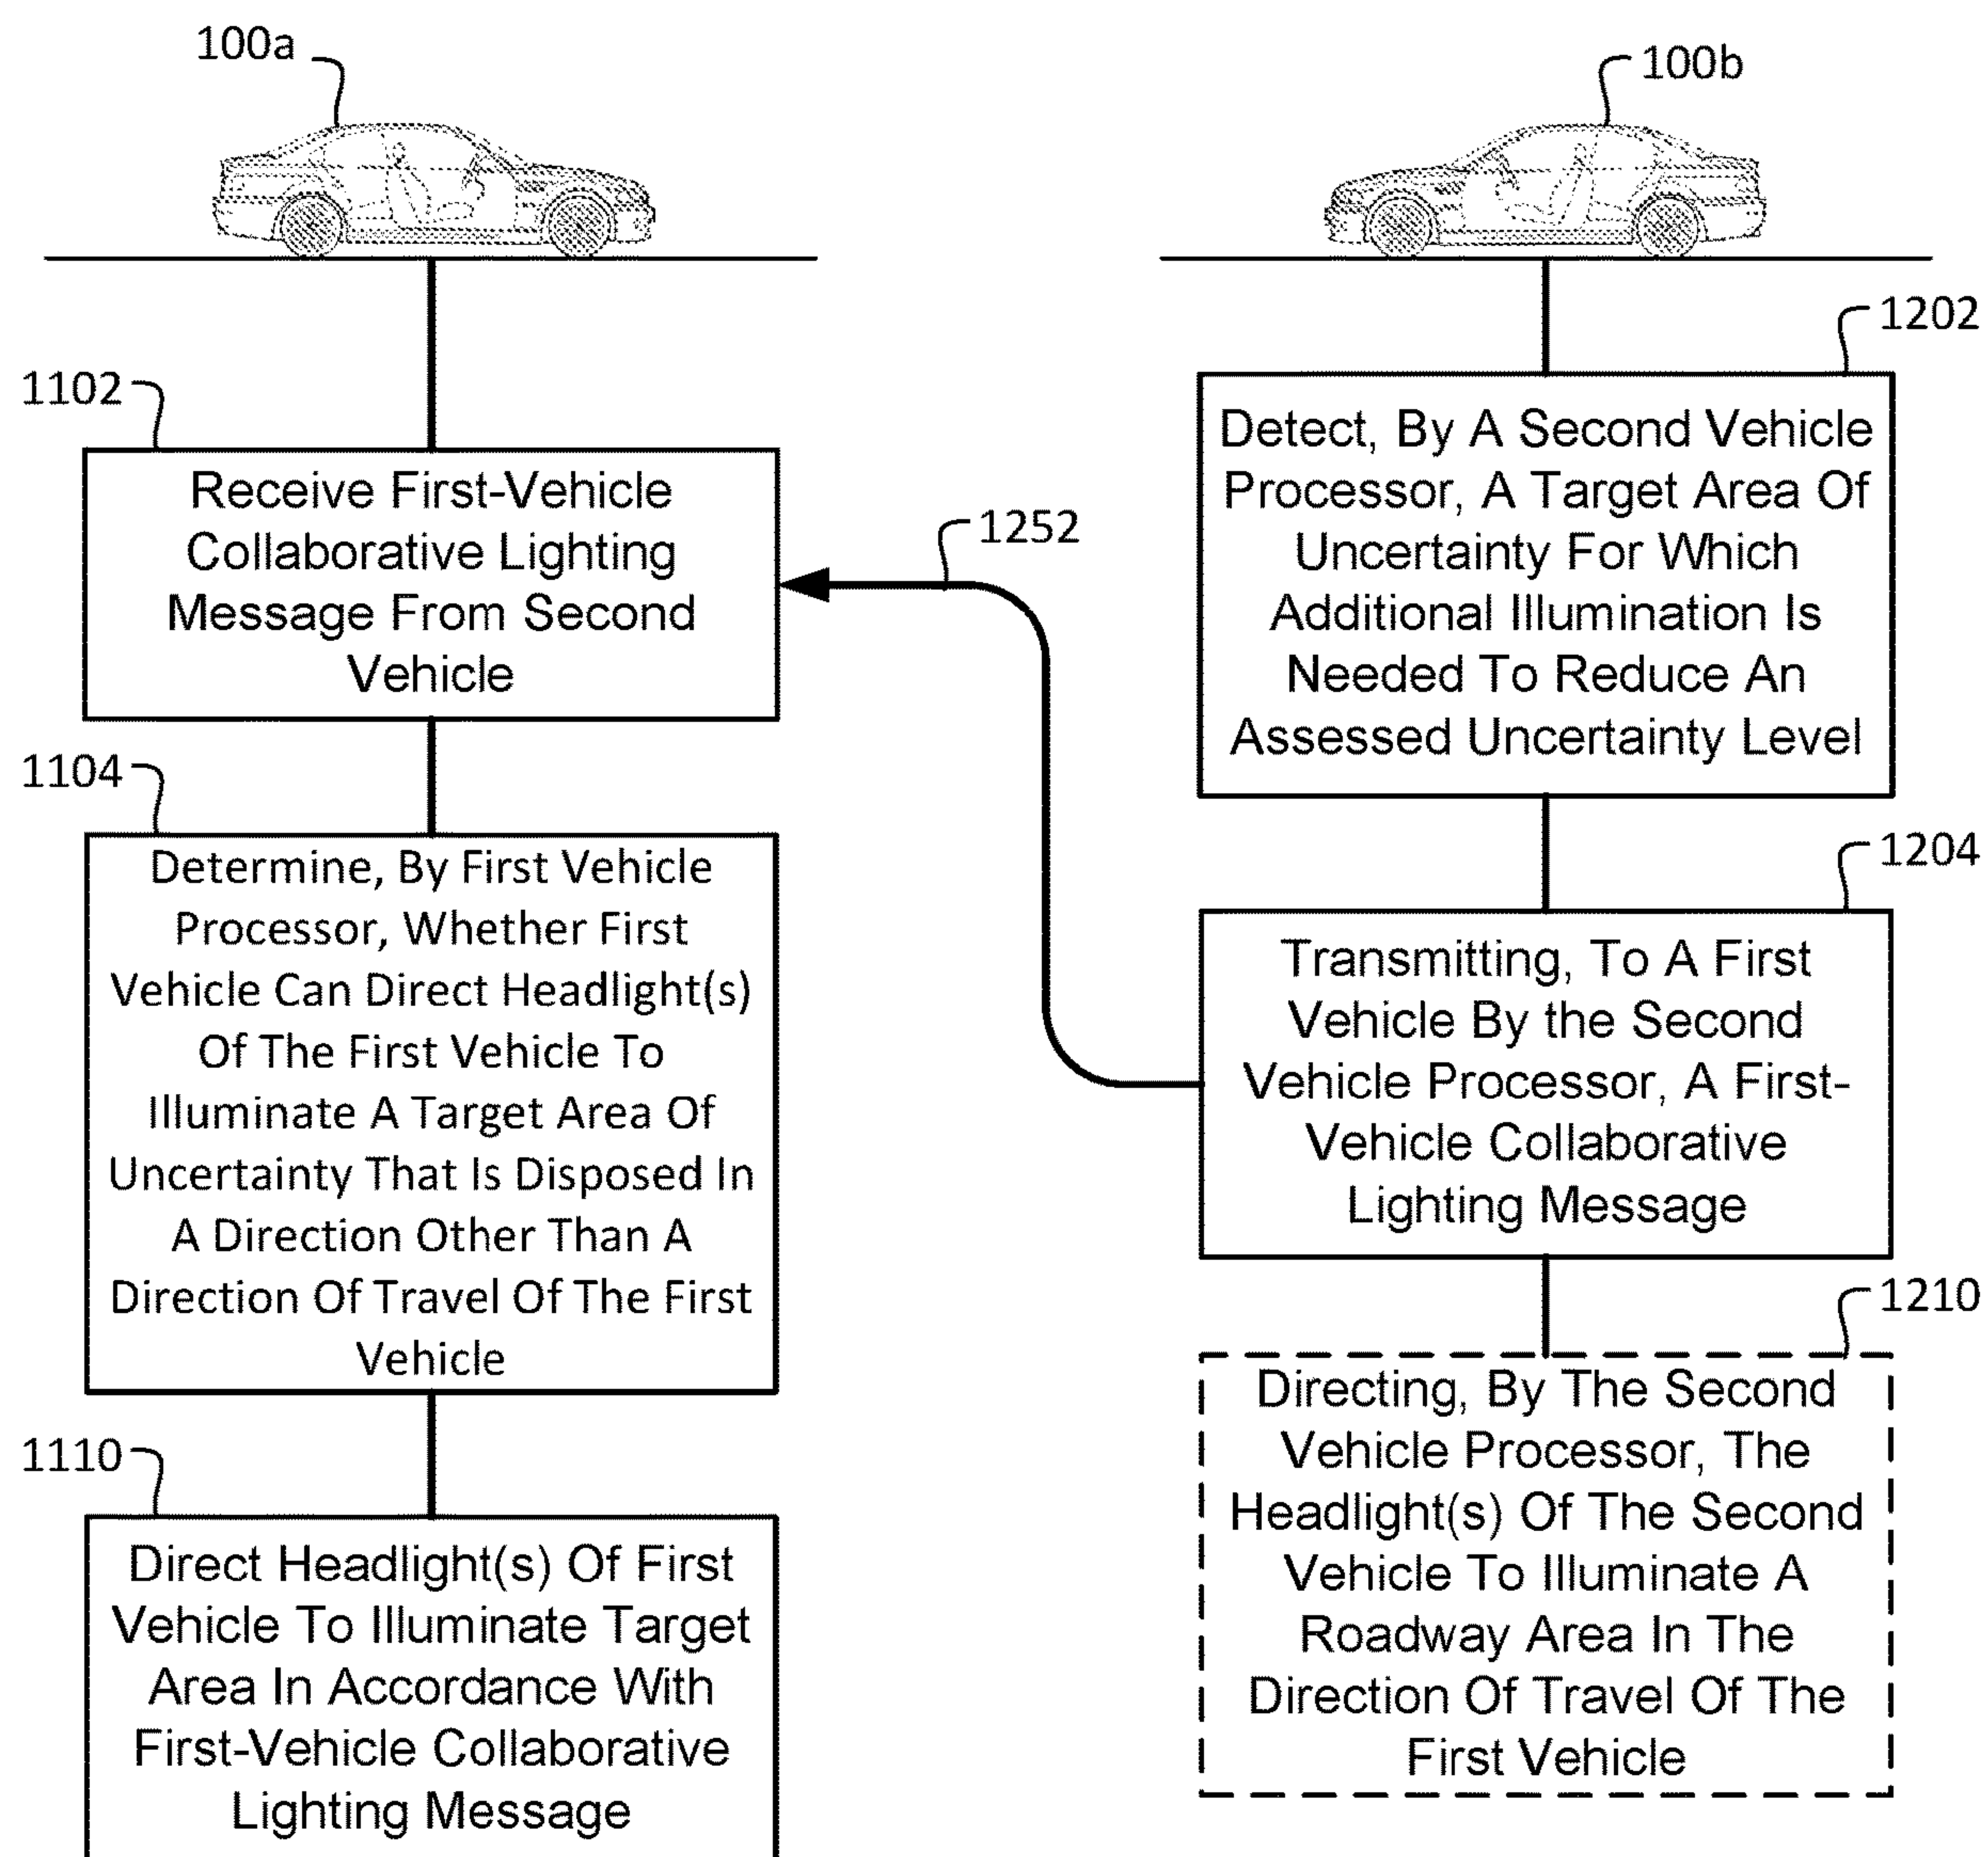 100a
100b
1102
Receive First-Vehicle
Collaborative Lighting
Message From Second
Vehicle
1104
Determine, By First Vehicle
Processor, Whether First
Vehicle Can Direct Headlight(s)
Of The First Vehicle To
Illuminate A Target Area Of
Uncertainty That Is Disposed In
A Direction Other Than A
Direction Of Travel Of The First
Vehicle
1110
Direct Headlight(s) Of First
Vehicle To Illuminate Target
Area In Accordance With
First-Vehicle Collaborative
Lighting Message
1252
1202
Detect, By A Second Vehicle
Processor, A Target Area Of
Uncertainty For Which
Additional Illumination Is
Needed To Reduce An
Assessed Uncertainty Level
1204
Transmitting, To A First
Vehicle By the Second
Vehicle Processor, A First-
Vehicle Collaborative
Lighting Message
1210
Directing, By The Second
Vehicle Processor, The
Headlight(s) Of The Second
Vehicle To Illuminate A
Roadway Area In The
Direction Of Travel Of The
First Vehicle